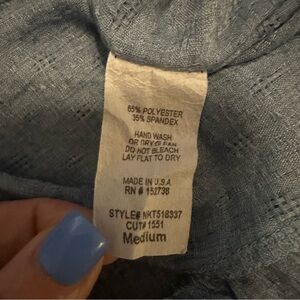 65% POLYESTER
35% SPANDEX
HAND WASH
OR DRY CLEAN
DO NOT BLEACH
LAY FLAT TO DRY
MADE IN U.S.A.
RN # 152738
STYLE# NKT518337
CUT# 1551
Medium